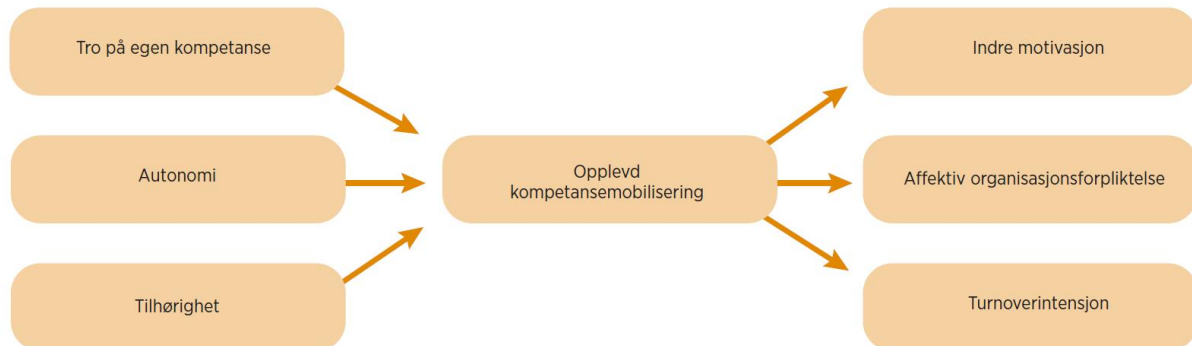 Tro på egen kompetanse
Autonomi
Tilhørighet
Opplevd
kompetansemobilisering
Indre motivasjon
Affektiv organisasjonsforpliktelse
Turnoverintensjon